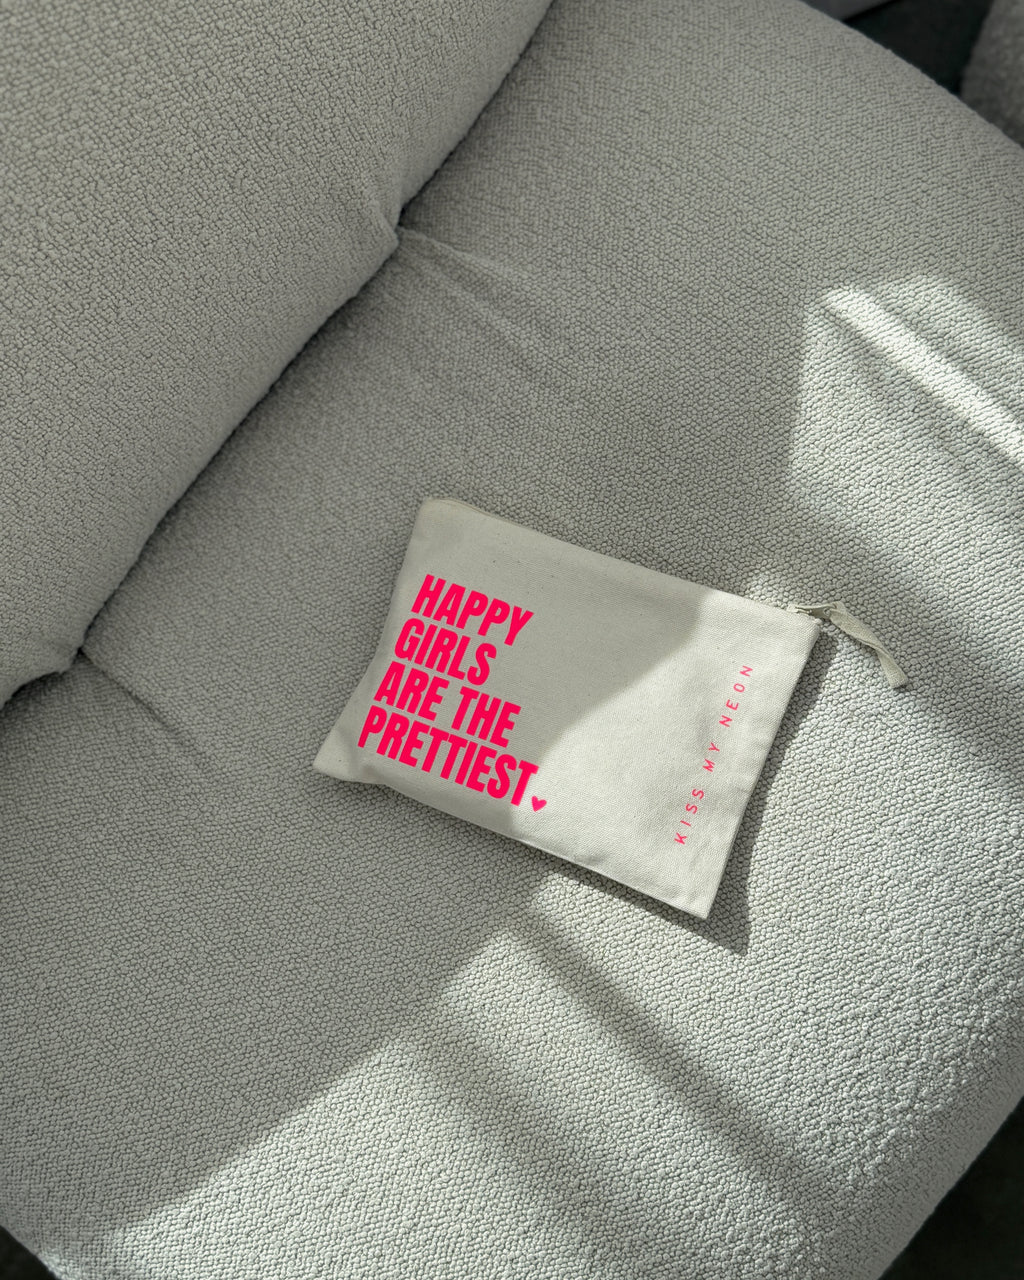 HAPPY
GIRLS
ARE THE
PRETTIEST♥
KISS MY NEON